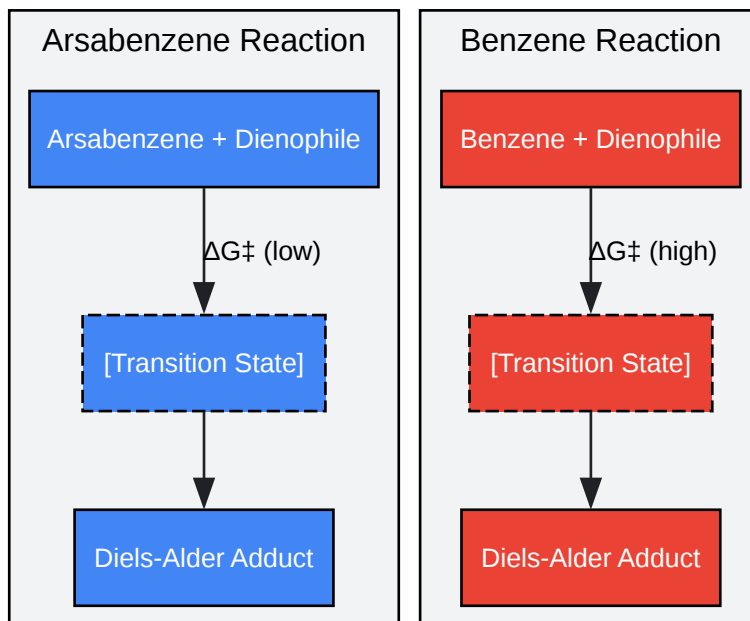 Arsabenzene Reaction
Arsabenzene + Dienophile
ΔG‡ (low)
[Transition State]
Diels-Alder Adduct
Benzene Reaction
Benzene + Dienophile
ΔG‡ (high)
[Transition State]
Diels-Alder Adduct